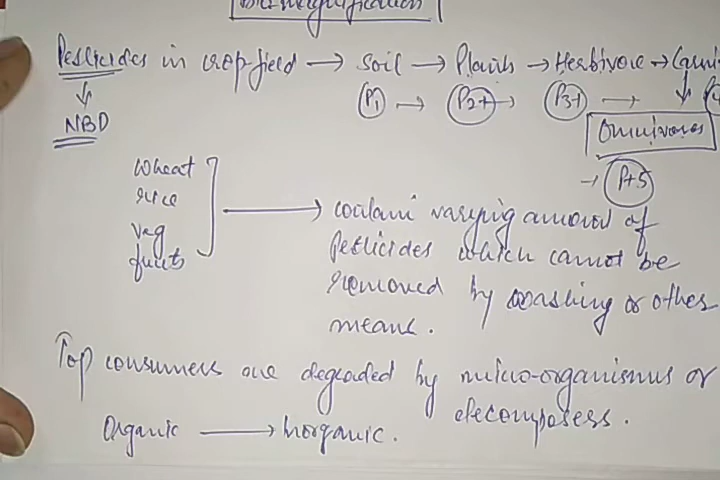 Biomagnification
Pesticides in crop field → Soil → Plants → Herbivore → Carni
↓ P1 → P2+ → P3+ → ↓ P4
NBD Omnivores
→ P+5
wheat
rice
veg
fruits
→ contain varying amount of
pesticides which cannot be
removed by washing or other
means.
Top consumers are degraded by micro-organisms or
decomposers.
Organic → Inorganic.